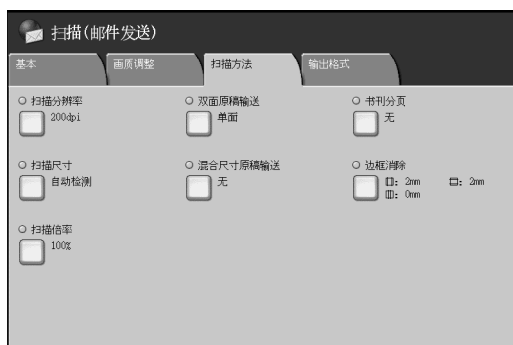 扫描(邮件发送)
基本 画质调整 扫描方法 输出格式
扫描分辨率 双面原稿输送 书刊分页
200dpi 单面 无
扫描尺寸 混合尺寸原稿输送 边框消除
自动检测 无 : 2mm : 2mm
: 0mm
扫描倍率
100%